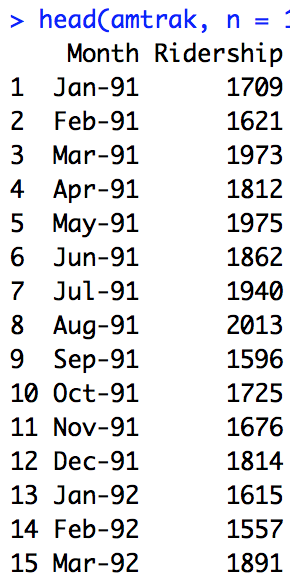 > head(amtrak, n = 1
Month Ridership
1 Jan-91 1709
2 Feb-91 1621
3 Mar-91 1973
4 Apr-91 1812
5 May-91 1975
6 Jun-91 1862
7 Jul-91 1940
8 Aug-91 2013
9 Sep-91 1596
10 Oct-91 1725
11 Nov-91 1676
12 Dec-91 1814
13 Jan-92 1615
14 Feb-92 1557
15 Mar-92 1891